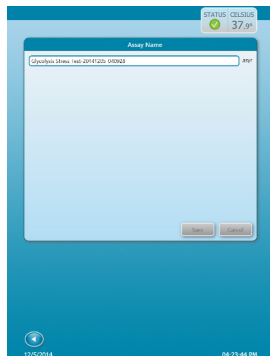 STATUS CELSIUS
37.9°
Assay Name
Glycolysis Stress Test-20141205-040928 .asyr
Save Cancel
12/5/2014 04:23:44 PM